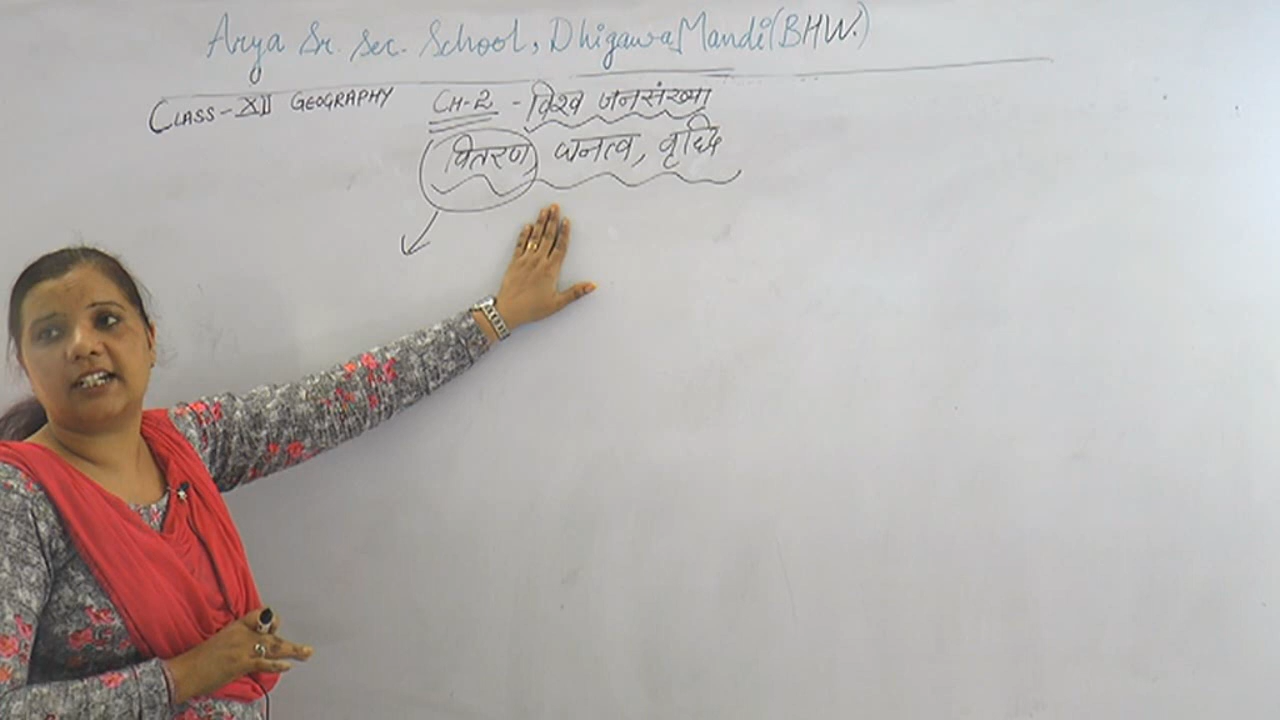 Arya Sr. Sec. School, Dhigawa Mandi (BHW.)
CLASS-XII GEOGRAPHY CH-2 - विश्व जनसंख्या
वितरण घनत्व, वृद्धि